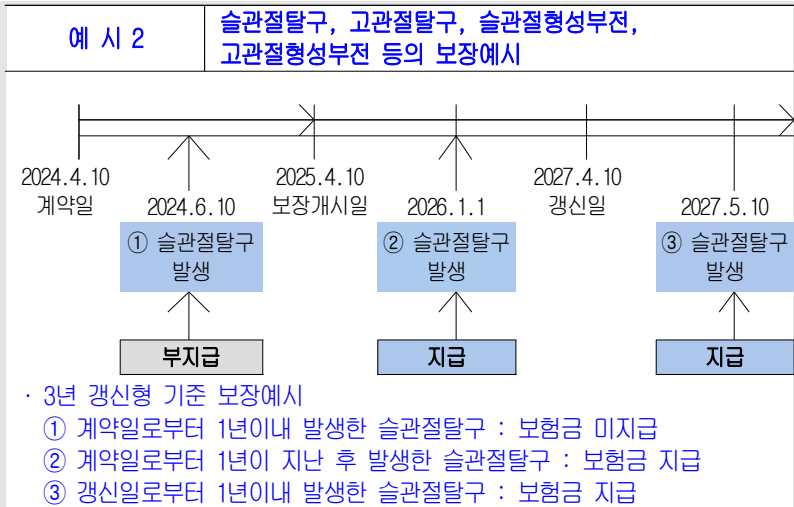 예 시 2
슬관절탈구, 고관절탈구, 슬관절형성부전,
고관절형성부전 등의 보장예시
2024.4.10
계약일
2024.6.10
2025.4.10
보장개시일
2026.1.1
2027.4.10
갱신일
2027.5.10
① 슬관절탈구
발생
② 슬관절탈구
발생
③ 슬관절탈구
발생
부지급
지급
지급
· 3년 갱신형 기준 보장예시
① 계약일로부터 1년이내 발생한 슬관절탈구 : 보험금 미지급
② 계약일로부터 1년이 지난 후 발생한 슬관절탈구 : 보험금 지급
③ 갱신일로부터 1년이내 발생한 슬관절탈구 : 보험금 지급